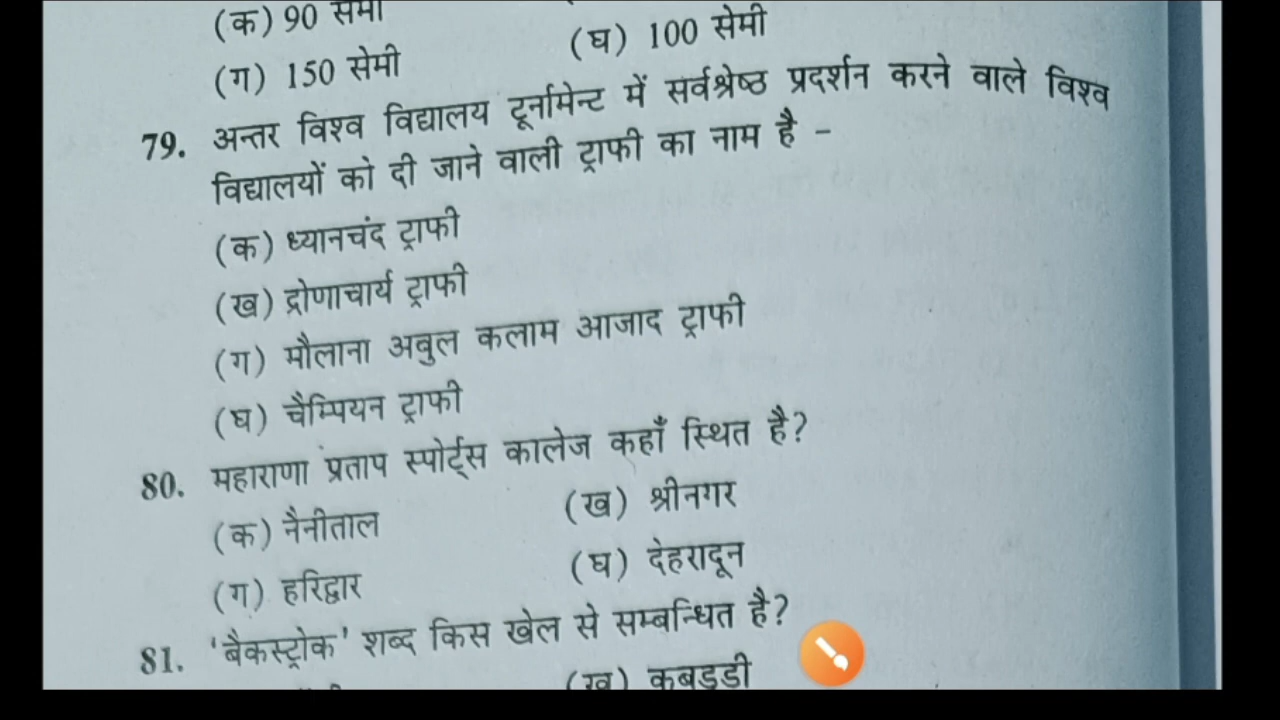 (क) 90 सेमी
(घ) 100 सेमी
(ग) 150 सेमी
79. अन्तर विश्व विद्यालय टूर्नामेन्ट में सर्वश्रेष्ठ प्रदर्शन करने वाले विश्व
विद्यालयों को दी जाने वाली ट्राफी का नाम है -
(क) ध्यानचंद ट्राफी
(ख) द्रोणाचार्य ट्राफी
(ग) मौलाना अबुल कलाम आजाद ट्राफी
(घ) चैम्पियन ट्राफी
80. महाराणा प्रताप स्पोर्ट्स कालेज कहाँ स्थित है?
(क) नैनीताल (ख) श्रीनगर
(ग) हरिद्वार (घ) देहरादून
81. 'बैकस्ट्रोक' शब्द किस खेल से सम्बन्धित है?
(ख) कबड्डी